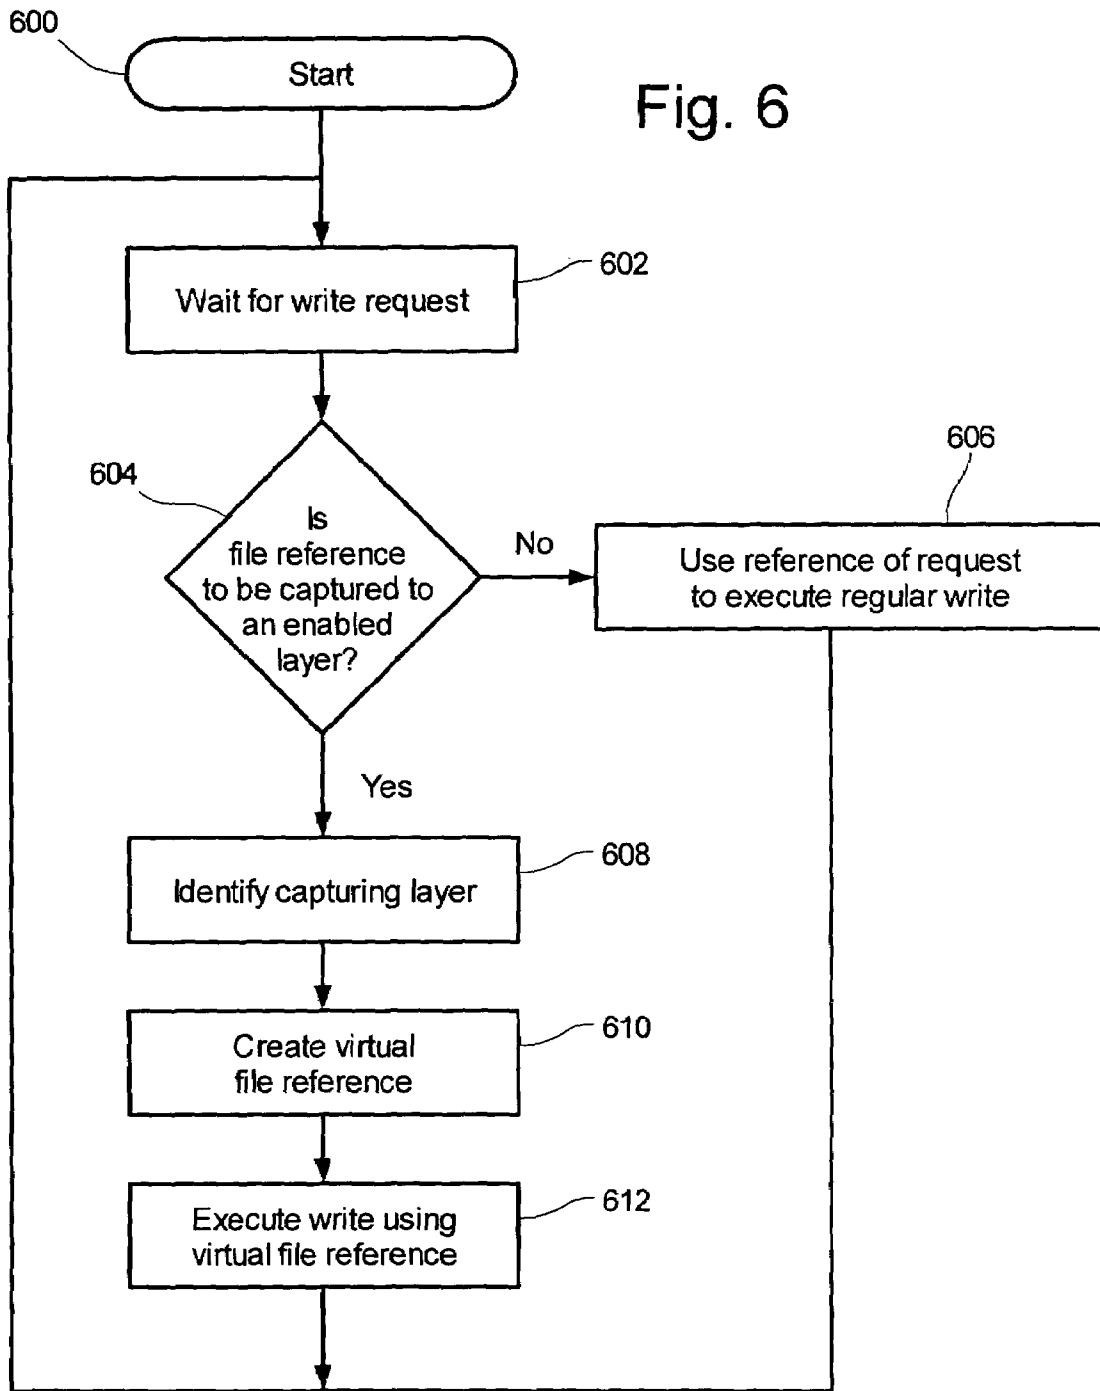 600
Start
Fig. 6
602
Wait for write request
604
606
Is
file reference
to be captured to
an enabled
layer?
No
Use reference of request
to execute regular write
Yes
608
Identify capturing layer
610
Create virtual
file reference
612
Execute write using
virtual file reference